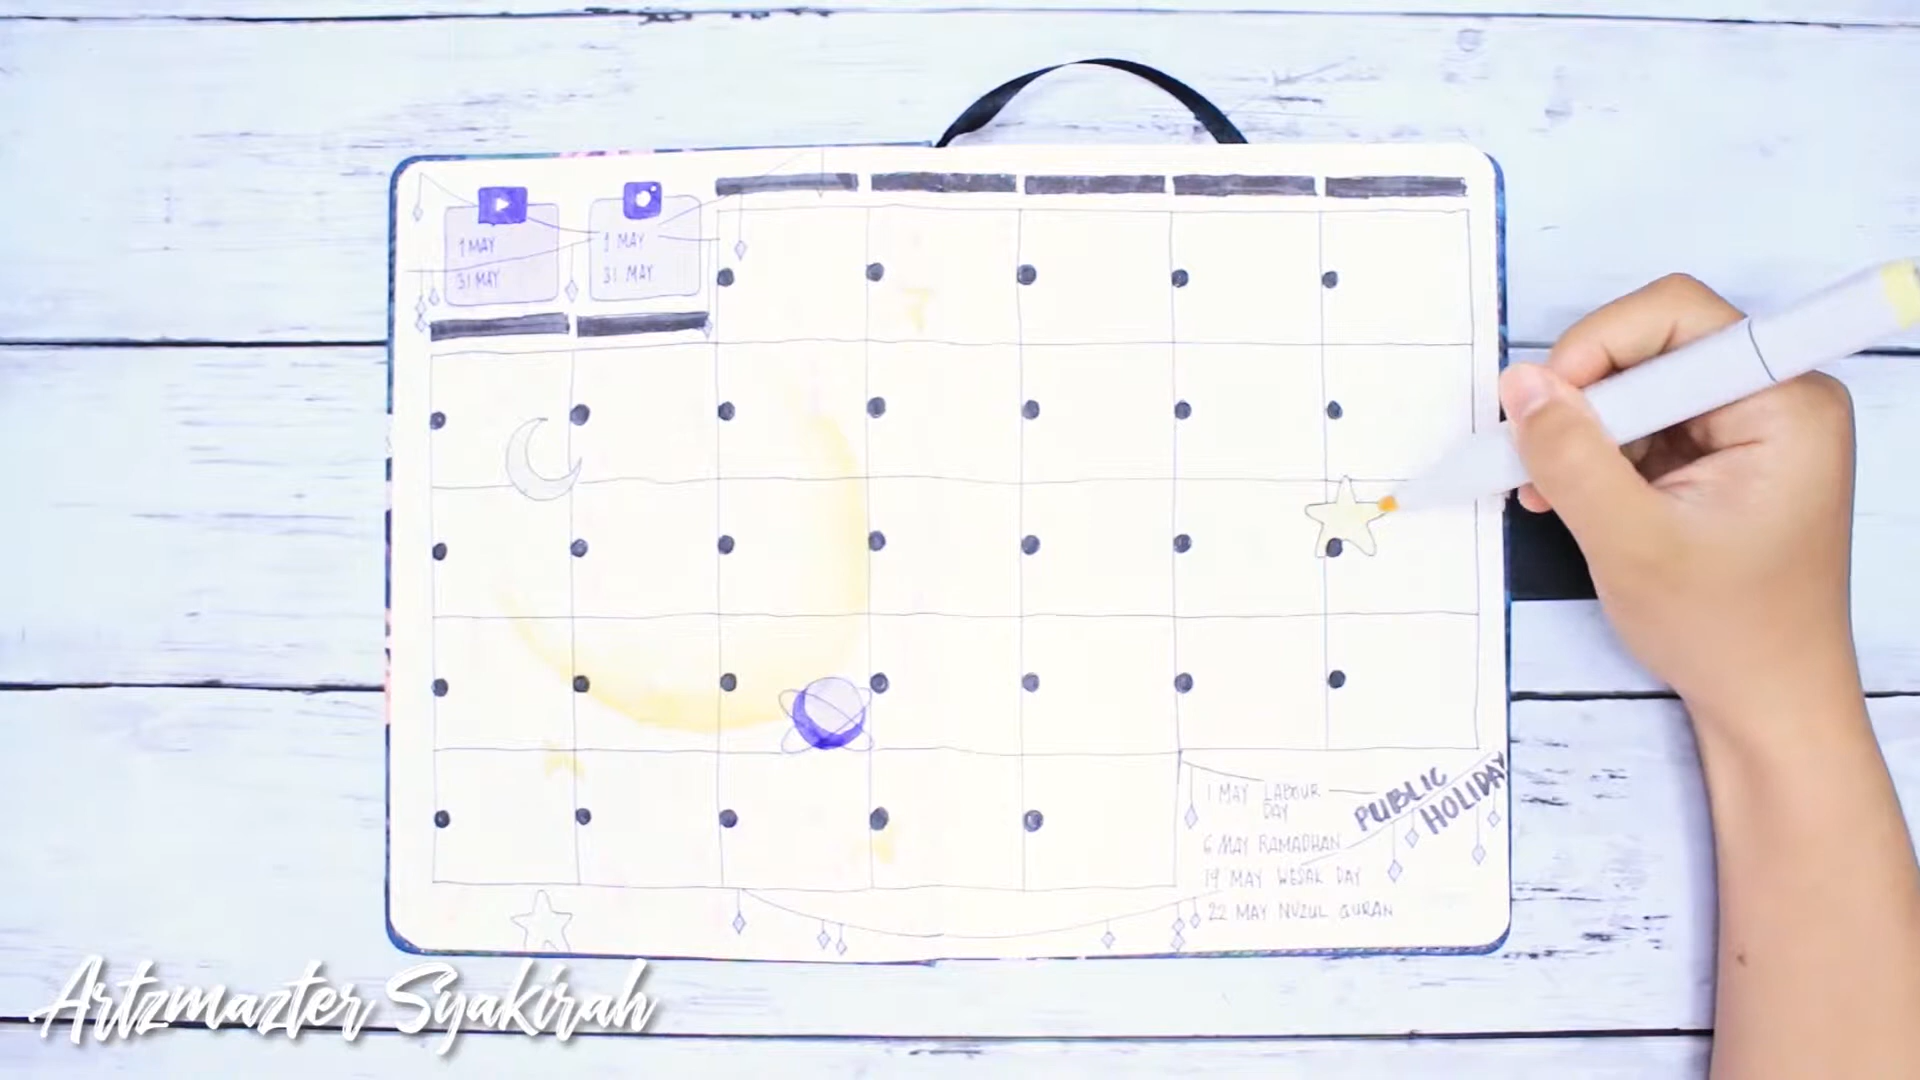 1 MAY
31 MAY
1 MAY
31 MAY
1 MAY LABOUR
DAY
PUBLIC
HOLIDAY
6 MAY RAMADHAN
19 MAY WESAK DAY
22 MAY NUZUL QURAN
Artzmazter Syakirah